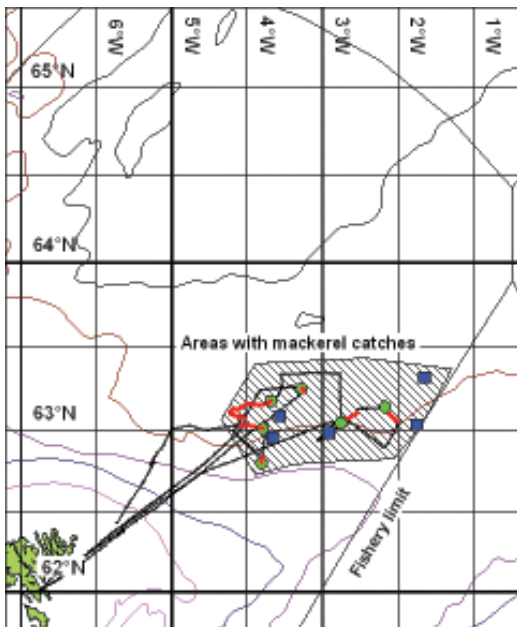 6°W
5°W
4°W
3°W
2°W
1°W
65°N
64°N
Areas with mackerel catches
63°N
Fishery limit
62°N